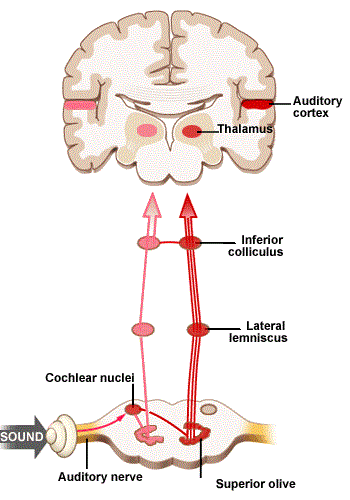 Auditory
cortex
Thalamus
Inferior
colliculus
Lateral
lemniscus
Cochlear nuclei
SOUND
Auditory nerve
Superior olive